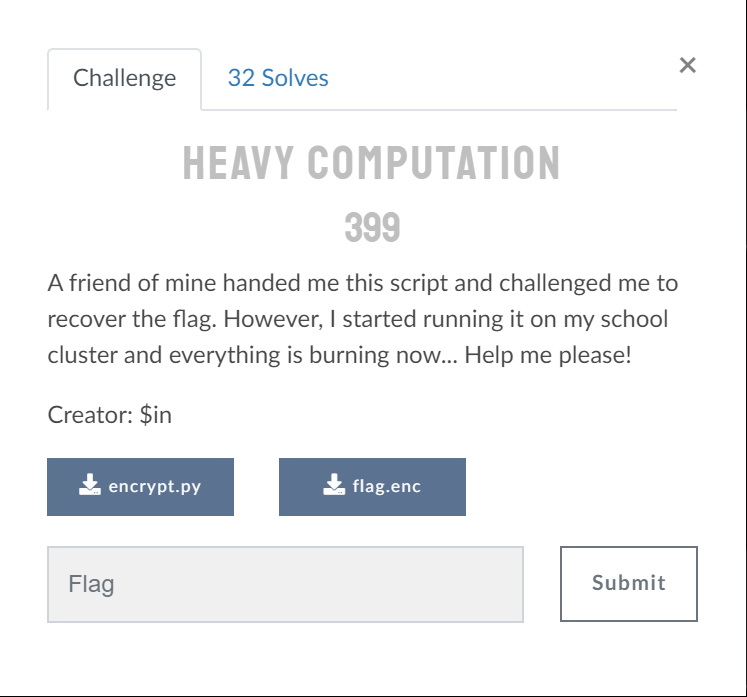 Challenge 32 Solves ×
HEAVY COMPUTATION
399
A friend of mine handed me this script and challenged me to
recover the flag. However, I started running it on my school
cluster and everything is burning now... Help me please!
Creator: $in
encrypt.py flag.enc
Flag Submit